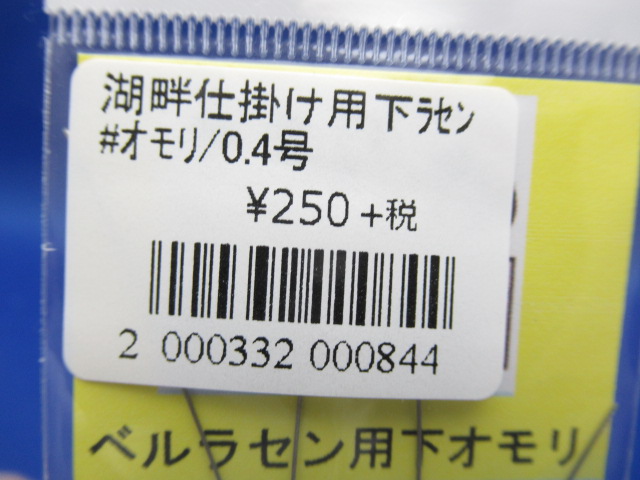 湖畔仕掛け用下ﾗｾﾝ
#ｵﾓﾘ/0.4号
¥250+税
2 000332 000844
ベルラセン用下オモリ